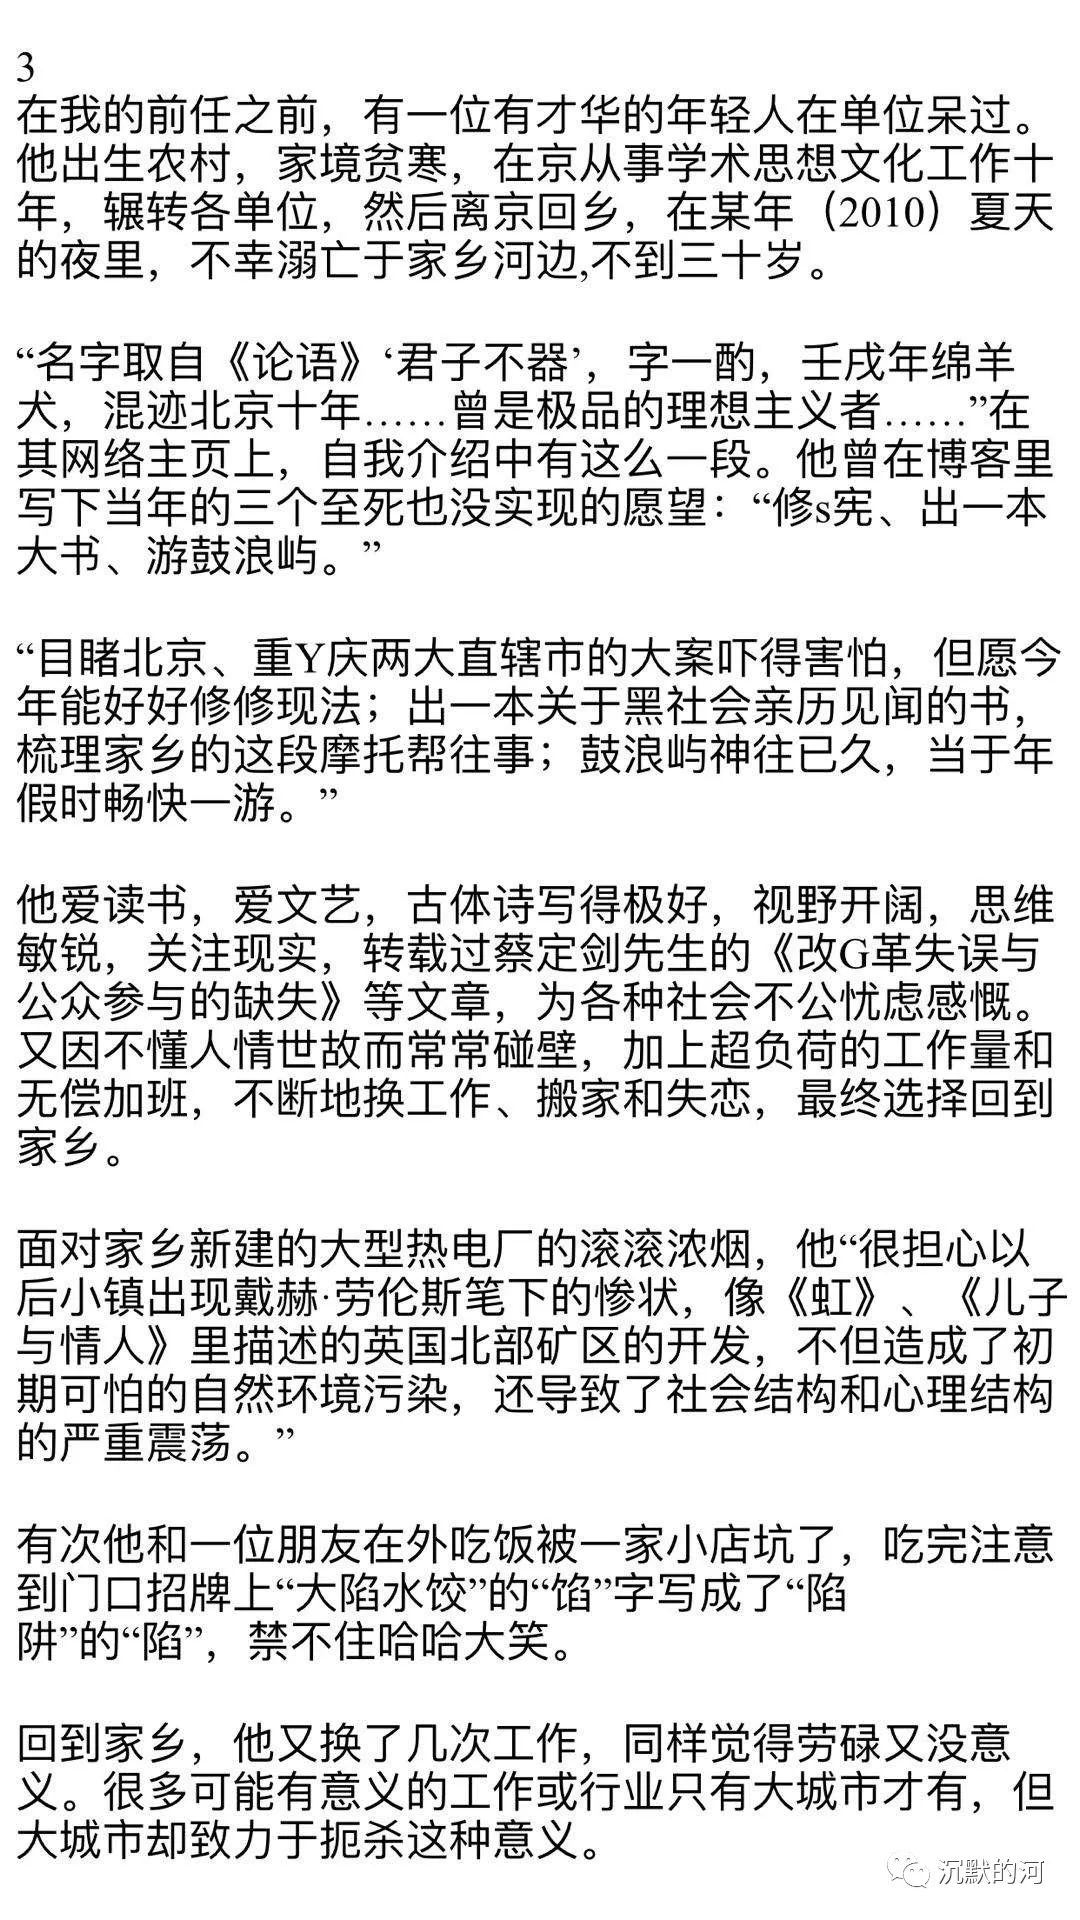 3
在我的前任之前，有一位有才华的年轻人在单位呆过。
他出生农村，家境贫寒，在京从事学术思想文化工作十
年，辗转各单位，然后离京回乡，在某年（2010）夏天
的夜里，不幸溺亡于家乡河边,不到三十岁。
“名字取自《论语》‘君子不器’，字一酌，壬戌年绵羊
犬，混迹北京十年……曾是极品的理想主义者……”在
其网络主页上，自我介绍中有这么一段。他曾在博客里
写下当年的三个至死也没实现的愿望：“修s宪、出一本
大书、游鼓浪屿。”
“目睹北京、重Y庆两大直辖市的大案吓得害怕，但愿今
年能好好修修现法；出一本关于黑社会亲历见闻的书，
梳理家乡的这段摩托帮往事；鼓浪屿神往已久，当于年
假时畅快一游。”
他爱读书，爱文艺，古体诗写得极好，视野开阔，思维
敏锐，关注现实，转载过蔡定剑先生的《改G革失误与
公众参与的缺失》等文章，为各种社会不公忧虑感慨。
又因不懂人情世故而常常碰壁，加上超负荷的工作量和
无偿加班，不断地换工作、搬家和失恋，最终选择回到
家乡。
面对家乡新建的大型热电厂的滚滚浓烟，他“很担心以
后小镇出现戴赫·劳伦斯笔下的惨状，像《虹》、《儿子
与情人》里描述的英国北部矿区的开发，不但造成了初
期可怕的自然环境污染，还导致了社会结构和心理结构
的严重震荡。”
有次他和一位朋友在外吃饭被一家小店坑了，吃完注意
到门口招牌上“大陷水饺”的“馅”字写成了“陷
阱”的“陷”，禁不住哈哈大笑。
回到家乡，他又换了几次工作，同样觉得劳碌又没意
义。很多可能有意义的工作或行业只有大城市才有，但
大城市却致力于扼杀这种意义。
沉默的河